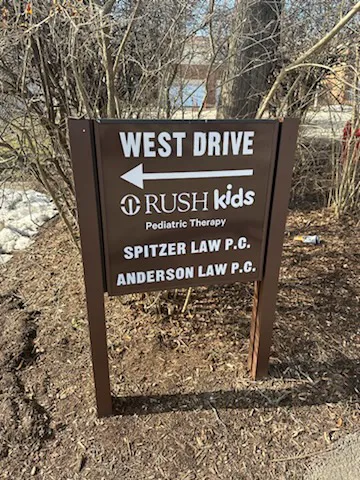 WEST DRIVE
RUSH kids
Pediatric Therapy
SPITZER LAW P.C.
ANDERSON LAW P.C.